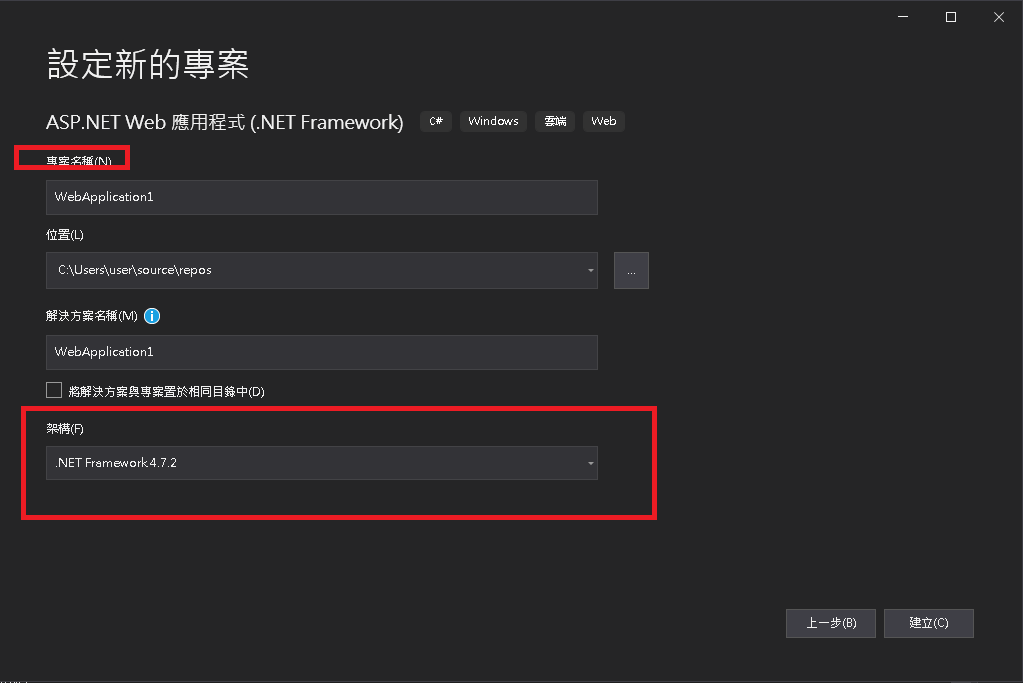 設定新的專案
ASP.NET Web 應用程式 (.NET Framework) C# Windows 雲端 Web
專案名稱(N)
WebApplication1
位置(L)
C:\Users\user\source\repos
...
解決方案名稱(M)
WebApplication1
將解決方案與專案置於相同目錄中(D)
架構(F)
.NET Framework 4.7.2
上一步(B) 建立(C)